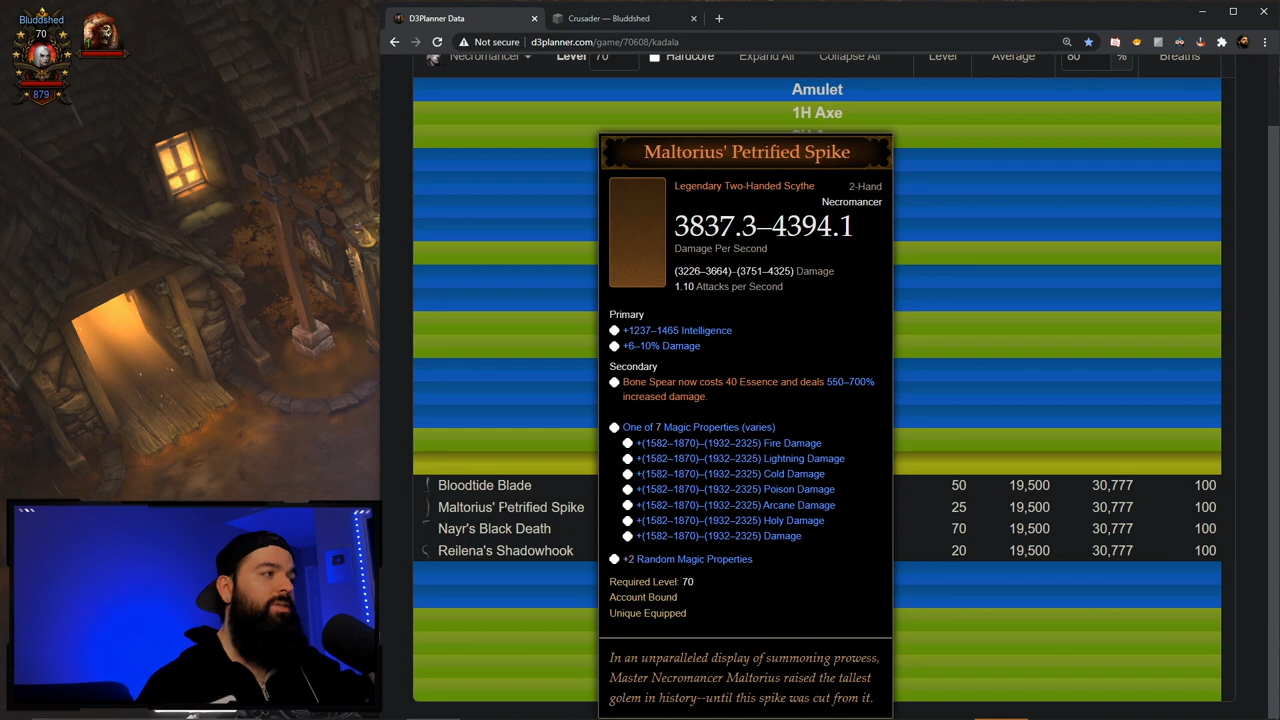 Bluddshed
70
879
1
D3Planner Data
Crusader — Bluddshed
Not secure
d3planner.com/game/70608/kadala
Necromancer
Level
70
Hardcore
Expand All
Collapse All
Level
Average
80
%
Breaths
Amulet
1H Axe
Maltorius' Petrified Spike
Legendary Two-Handed Scythe
2-Hand
Necromancer
3837.3–4394.1
Damage Per Second
(3226–3664)–(3751–4325) Damage
1.10 Attacks per Second
Primary
+1237–1465 Intelligence
+6–10% Damage
Secondary
Bone Spear now costs 40 Essence and deals 550–700%
increased damage.
One of 7 Magic Properties (varies)
+(1582–1870)–(1932–2325) Fire Damage
+(1582–1870)–(1932–2325) Lightning Damage
+(1582–1870)–(1932–2325) Cold Damage
+(1582–1870)–(1932–2325) Poison Damage
+(1582–1870)–(1932–2325) Arcane Damage
+(1582–1870)–(1932–2325) Holy Damage
+(1582–1870)–(1932–2325) Damage
+2 Random Magic Properties
Required Level: 70
Account Bound
Unique Equipped
In an unparalleled display of summoning prowess,
Master Necromancer Maltorius raised the tallest
golem in history--until this spike was cut from it.
Bloodtide Blade
50
19,500
30,777
100
Maltorius' Petrified Spike
25
19,500
30,777
100
Nayr's Black Death
70
19,500
30,777
100
Reilena's Shadowhook
20
19,500
30,777
100